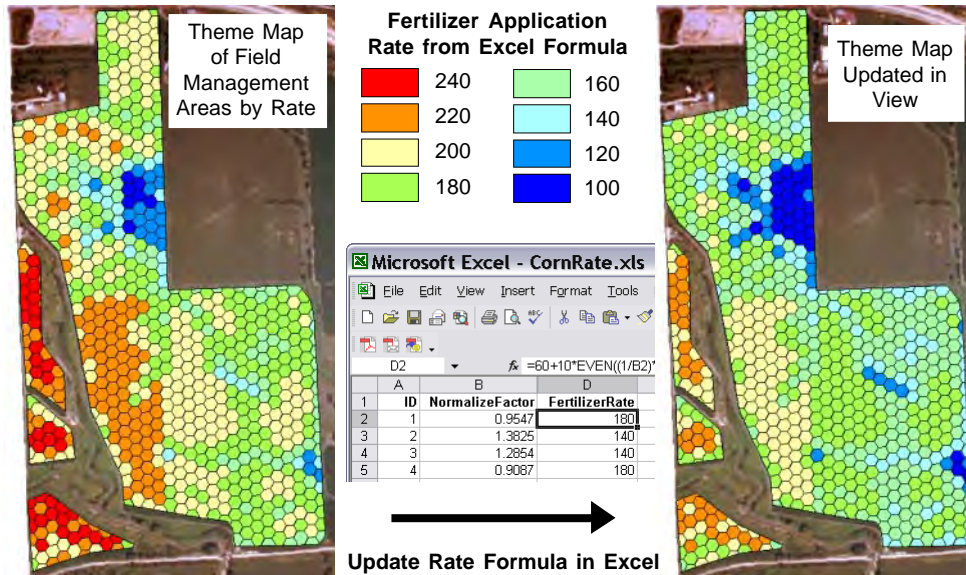 Theme Map
of Field
Management
Areas by Rate
Fertilizer Application
Rate from Excel Formula
240
220
200
180
160
140
120
100
Theme Map
Updated in
View
Microsoft Excel - CornRate.xls
File Edit View Insert Format Tools
D2 fx =60+10*EVEN((1/B2)*
A B D
1 ID NormalizeFactor FertilizerRate
2 1 0.9547 180
3 2 1.3825 140
4 3 1.2854 140
5 4 0.9087 180
Update Rate Formula in Excel